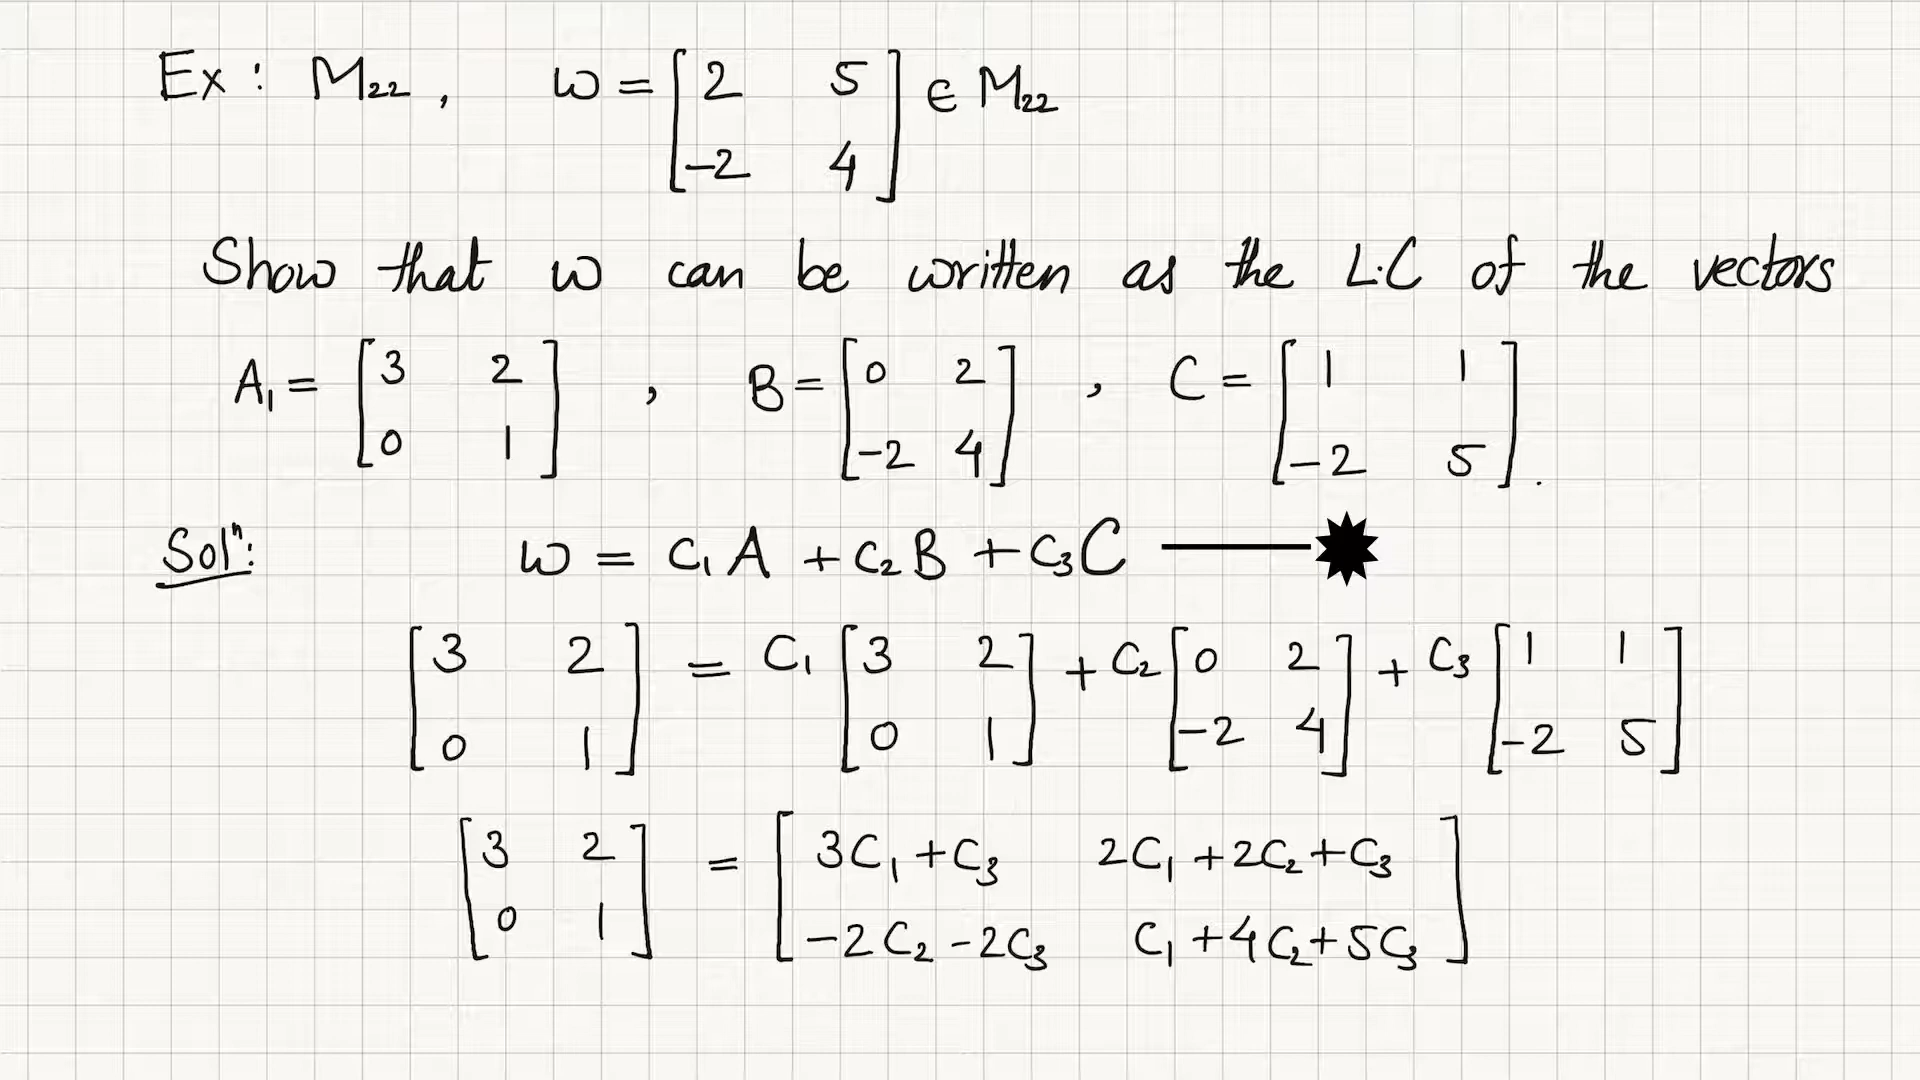 Ex: M₂₂, w = [2 5; -2 4] ∈ M₂₂
Show that w can be written as the L.C of the vectors
A₁ = [3 2; 0 1], B = [0 2; -2 4], C = [1 1; -2 5].
Solⁿ: w = C₁A + C₂B + C₃C
[3 2; 0 1] = C₁[3 2; 0 1] + C₂[0 2; -2 4] + C₃[1 1; -2 5]
[3 2; 0 1] = [3C₁ + C₃ 2C₁ + 2C₂ + C₃; -2C₂ - 2C₃ C₁ + 4C₂ + 5C₃]